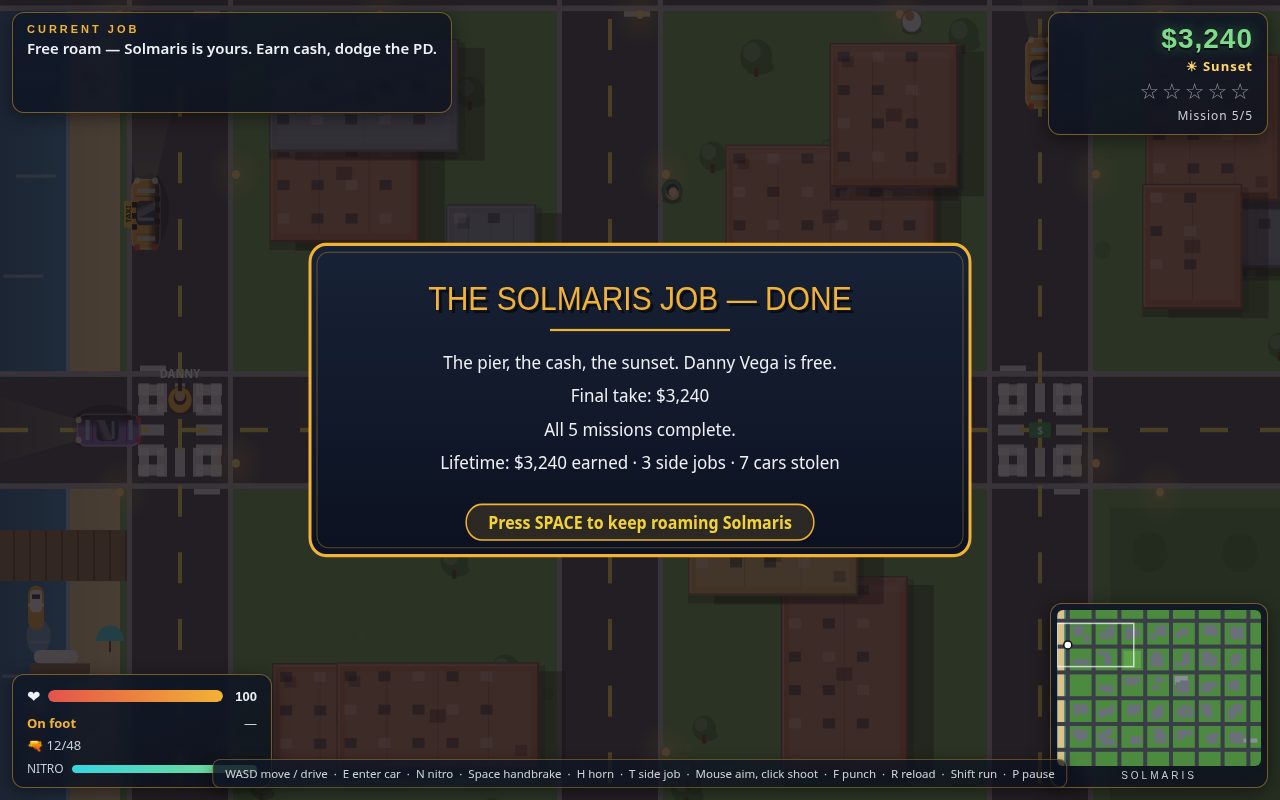 CURRENT JOB
Free roam — Solmaris is yours. Earn cash, dodge the PD.
$3,240
☀ Sunset
☆☆☆☆☆
Mission 5/5
TAXI
DANNY
$
THE SOLMARIS JOB — DONE
The pier, the cash, the sunset. Danny Vega is free.
Final take: $3,240
All 5 missions complete.
Lifetime: $3,240 earned · 3 side jobs · 7 cars stolen
Press SPACE to keep roaming Solmaris
❤ 100
On foot —
🔫 12/48
NITRO
WASD move / drive · E enter car · N nitro · Space handbrake · H horn · T side job · Mouse aim, click shoot · F punch · R reload · Shift run · P pause
SOLMARIS